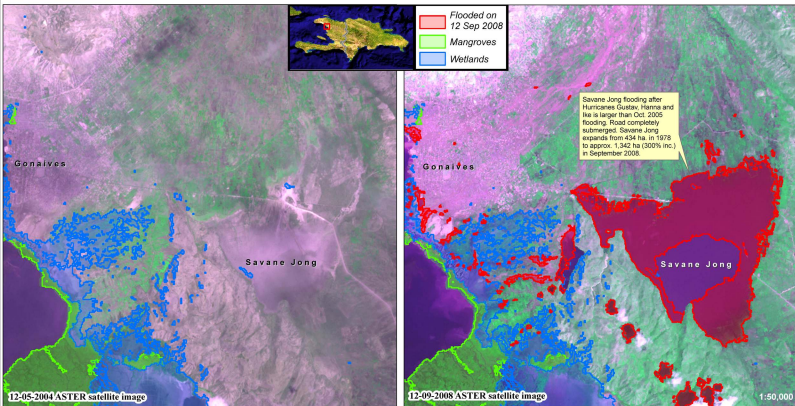 Flooded on
12 Sep 2008
Mangroves
Wetlands
Gonaives
Savane Jong
12-05-2004 ASTER satellite image
Savane Jong flooding after
Hurricanes Gustav, Hanna and
Ike is larger than Oct. 2005
flooding. Road completely
submerged. Savane Jong
expands from 434 ha. in 1978
to approx. 1,342 ha (300% inc.)
in September 2008.
Gonaives
Savane Jong
12-09-2008 ASTER satellite image
1:50,000